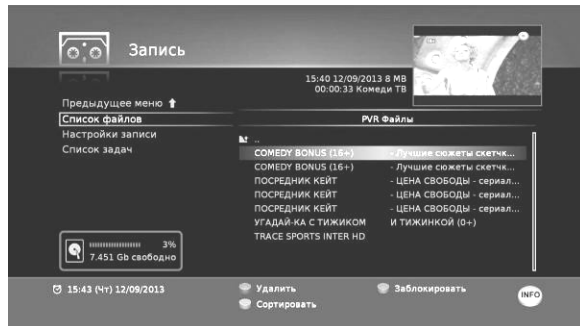 Запись
15:40 12/09/2013 8 MB
00:00:33 Комеди ТВ
Предыдущее меню
Список файлов
PVR Файлы
Настройки записи
..
Список задач
COMEDY BONUS (16+) - Лучшие сюжеты скетчк...
COMEDY BONUS (16+) - Лучшие сюжеты скетчк...
ПОСРЕДНИК КЕЙТ - ЦЕНА СВОБОДЫ - сериал...
ПОСРЕДНИК КЕЙТ - ЦЕНА СВОБОДЫ - сериал...
ПОСРЕДНИК КЕЙТ - ЦЕНА СВОБОДЫ - сериал...
УГАДАЙ-КА С ТИЖИКОМ И ТИЖИНКОЙ (0+)
TRACE SPORTS INTER HD
3%
7.451 Gb свободно
15:43 (Чт) 12/09/2013
Удалить
Заблокировать
Сортировать
INFO